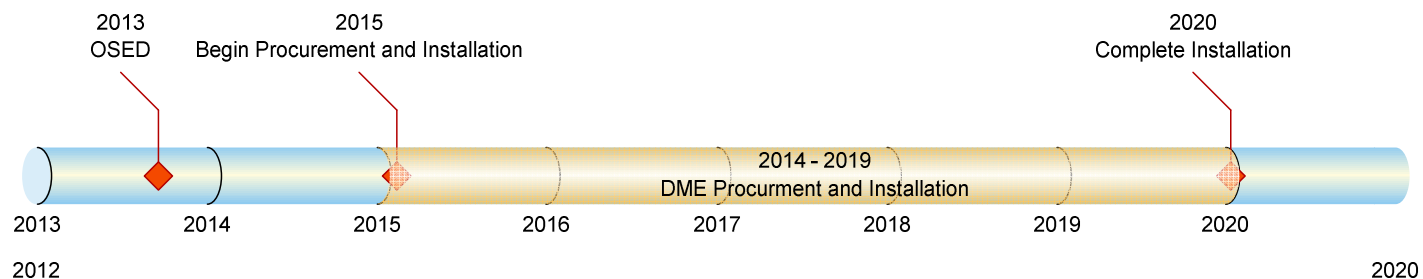 2013
OSED
2015
Begin Procurement and Installation
2020
Complete Installation
2014 - 2019
DME Procurment and Installation
2013
2014
2015
2016
2017
2018
2019
2020
2012
2020